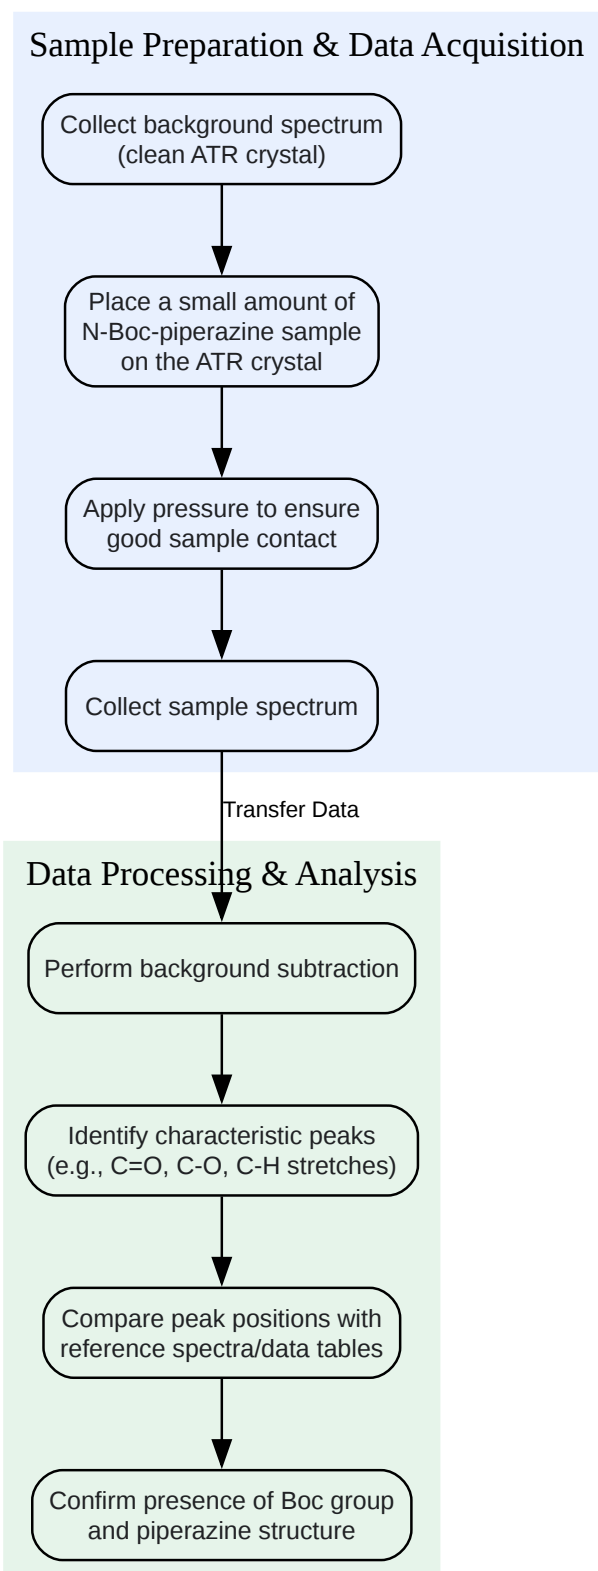 Sample Preparation & Data Acquisition
Collect background spectrum
(clean ATR crystal)
Place a small amount of
N-Boc-piperazine sample
on the ATR crystal
Apply pressure to ensure
good sample contact
Collect sample spectrum
Transfer Data
Data Processing & Analysis
Perform background subtraction
Identify characteristic peaks
(e.g., C=O, C-O, C-H stretches)
Compare peak positions with
reference spectra/data tables
Confirm presence of Boc group
and piperazine structure